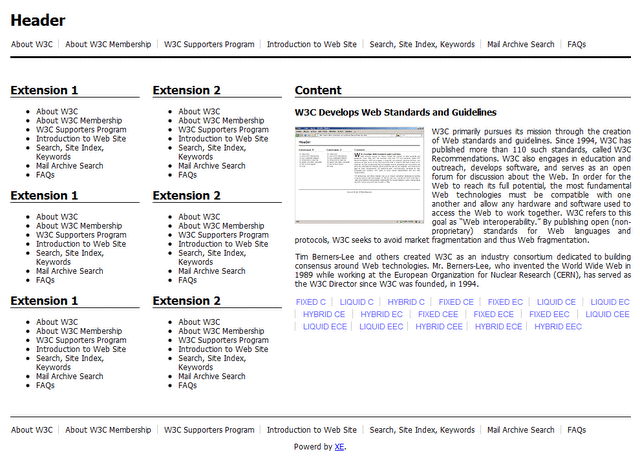 Header
About W3C About W3C Membership W3C Supporters Program Introduction to Web Site Search, Site Index, Keywords Mail Archive Search FAQs
Extension 1
About W3C
About W3C Membership
W3C Supporters Program
Introduction to Web Site
Search, Site Index,
Keywords
Mail Archive Search
FAQs
Extension 1
About W3C
About W3C Membership
W3C Supporters Program
Introduction to Web Site
Search, Site Index,
Keywords
Mail Archive Search
FAQs
Extension 1
About W3C
About W3C Membership
W3C Supporters Program
Introduction to Web Site
Search, Site Index,
Keywords
Mail Archive Search
FAQs
Extension 2
About W3C
About W3C Membership
W3C Supporters Program
Introduction to Web Site
Search, Site Index,
Keywords
Mail Archive Search
FAQs
Extension 2
About W3C
About W3C Membership
W3C Supporters Program
Introduction to Web Site
Search, Site Index,
Keywords
Mail Archive Search
FAQs
Extension 2
About W3C
About W3C Membership
W3C Supporters Program
Introduction to Web Site
Search, Site Index,
Keywords
Mail Archive Search
FAQs
Content
W3C Develops Web Standards and Guidelines
W3C primarily pursues its mission through the creation
of Web standards and guidelines. Since 1994, W3C has
published more than 110 such standards, called W3C
Recommendations. W3C also engages in education and
outreach, develops software, and serves as an open
forum for discussion about the Web. In order for the
Web to reach its full potential, the most fundamental
Web technologies must be compatible with one
another and allow any hardware and software used to
access the Web to work together. W3C refers to this
goal as "Web interoperability." By publishing open (non-
proprietary) standards for Web languages and
protocols, W3C seeks to avoid market fragmentation and thus Web fragmentation.
Tim Berners-Lee and others created W3C as an industry consortium dedicated to building
consensus around Web technologies. Mr. Berners-Lee, who invented the World Wide Web in
1989 while working at the European Organization for Nuclear Research (CERN), has served as
the W3C Director since W3C was founded, in 1994.
FIXED C LIQUID C HYBRID C FIXED CE FIXED EC LIQUID CE LIQUID EC
HYBRID CE HYBRID EC FIXED CEE FIXED ECE FIXED EEC LIQUID CEE
LIQUID ECE LIQUID EEC HYBRID CEE HYBRID ECE HYBRID EEC
About W3C About W3C Membership W3C Supporters Program Introduction to Web Site Search, Site Index, Keywords Mail Archive Search FAQs
Powered by XE.